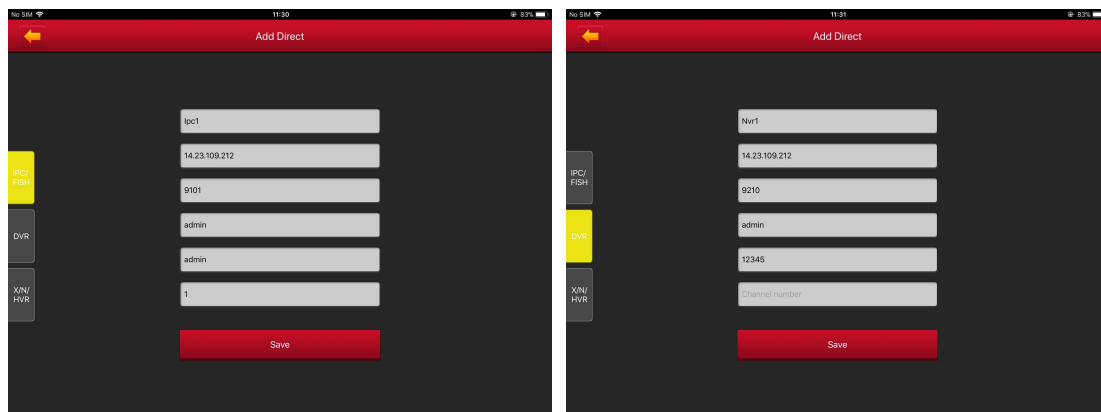 No SIM 11:30 83%
Add Direct
Ipc1
14.23.109.212
IPC/
FISH
9101
admin
DVR
admin
X/N/
HVR
1
Save
No SIM 11:31 83%
Add Direct
Nvr1
14.23.109.212
IPC/
FISH
9210
admin
DVR
12345
X/N/
HVR
Channel number
Save